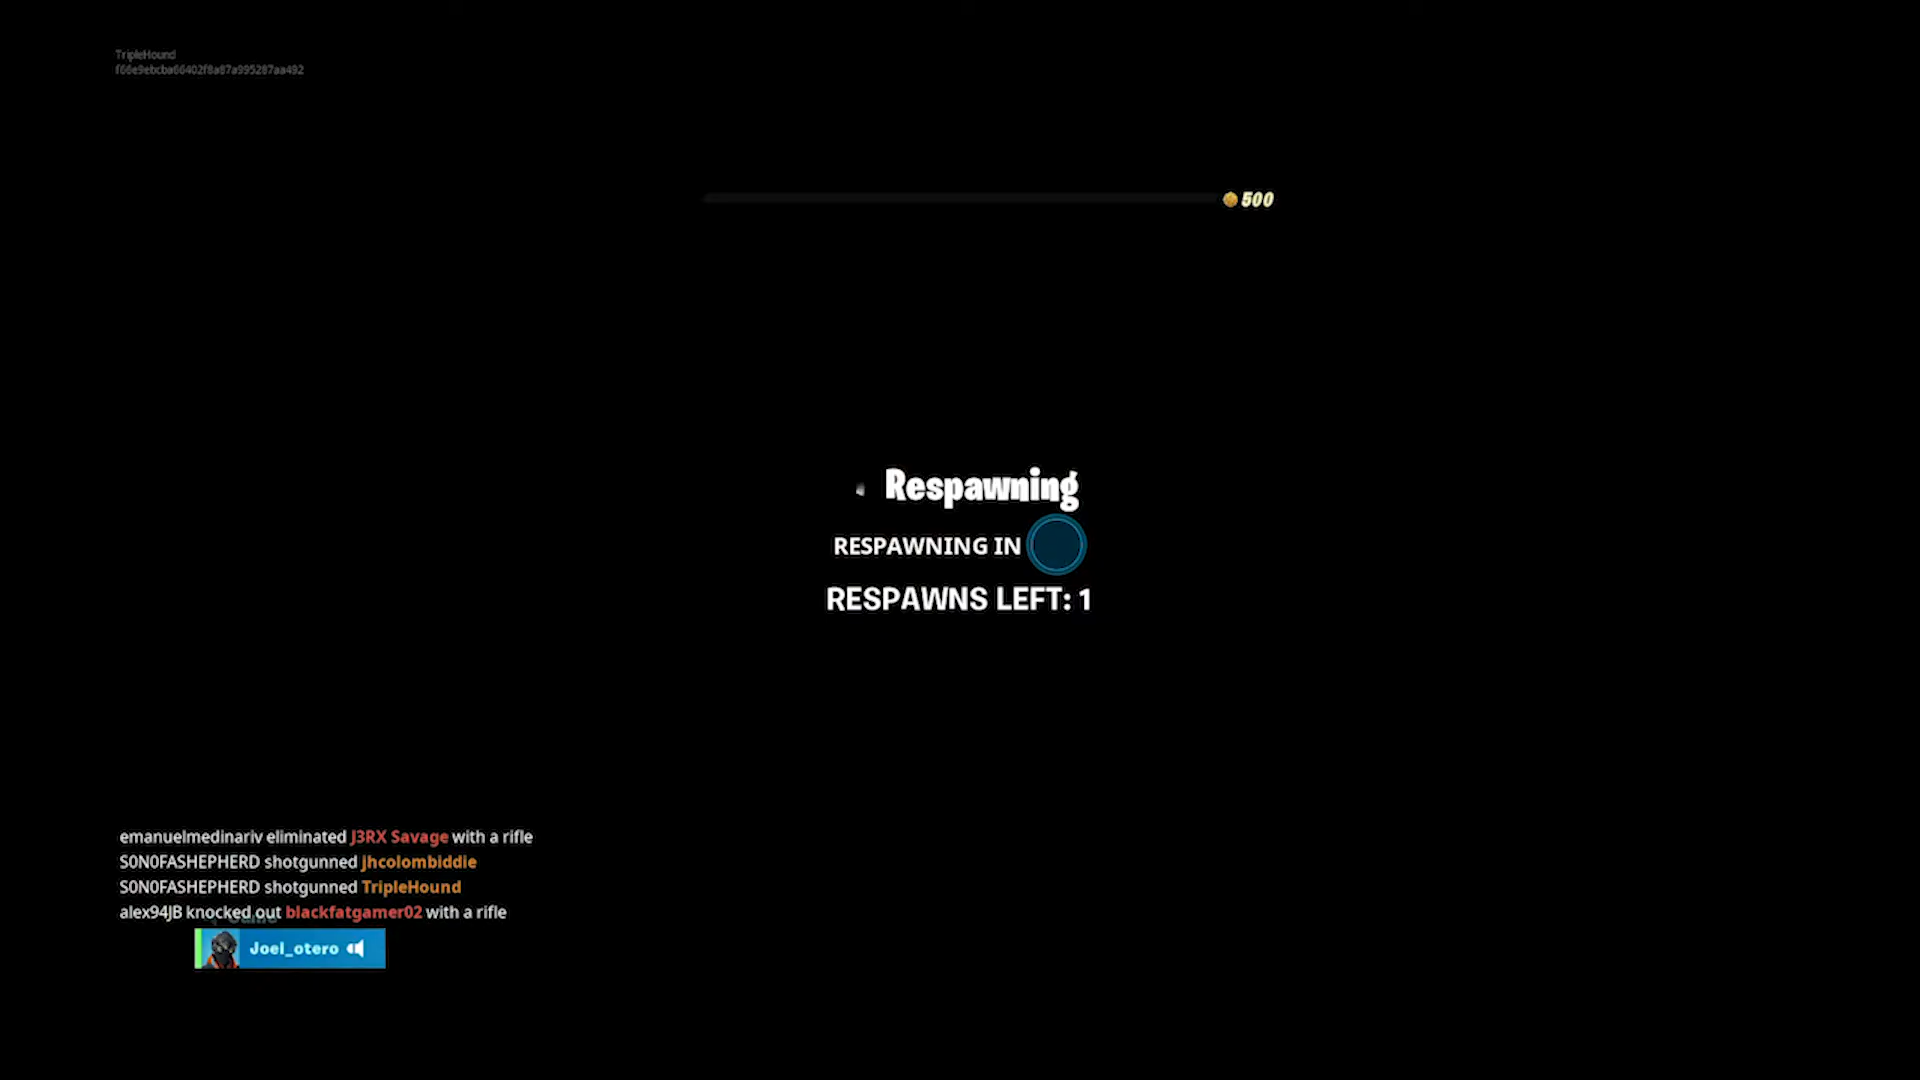 TripleHound
500
Respawning
RESPAWNING IN
RESPAWNS LEFT: 1
emanuelmedinariv eliminated J3RX Savage with a rifle
S0N0FASHEPHERD shotgunned jhcolombiddie
S0N0FASHEPHERD shotgunned TripleHound
alex94JB knocked out blackfatgamer02 with a rifle
Joel_otero